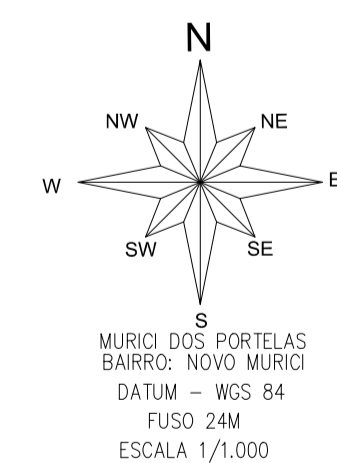 N
NW NE
W E
SW SE
S
MURICI DOS PORTELAS
BAIRRO: NOVO MURICI
DATUM – WGS 84
FUSO 24M
ESCALA 1/1.000